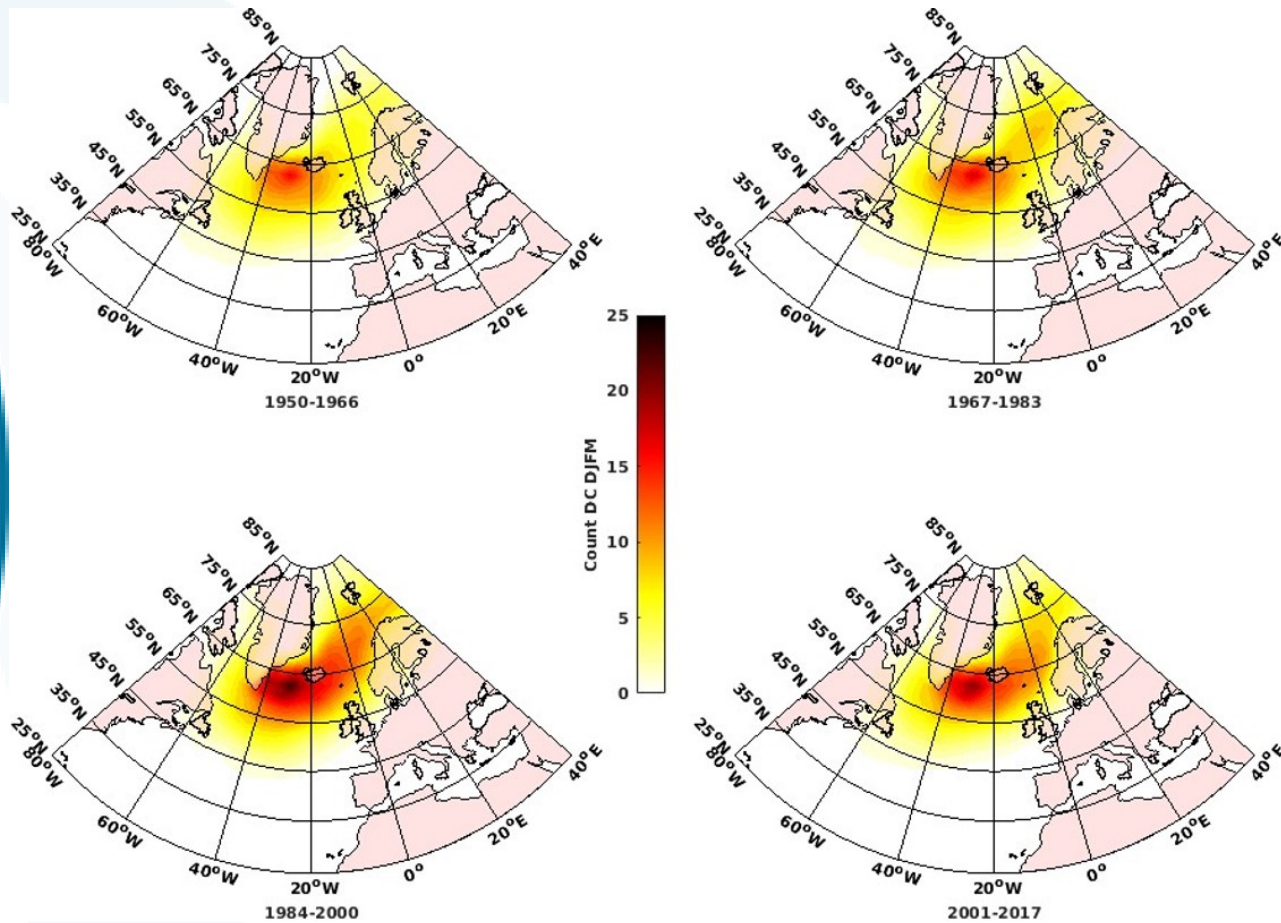 85°N
75°N
65°N
55°N
45°N
35°N
25°N
80°W
60°W
40°W
20°W
0°
20°E
40°E
1950-1966
85°N
75°N
65°N
55°N
45°N
35°N
25°N
80°W
60°W
40°W
20°W
0°
20°E
40°E
1967-1983
25
20
15
10
5
0
Count DC DJFM
85°N
75°N
65°N
55°N
45°N
35°N
25°N
80°W
60°W
40°W
20°W
0°
20°E
40°E
1984-2000
85°N
75°N
65°N
55°N
45°N
35°N
25°N
80°W
60°W
40°W
20°W
0°
20°E
40°E
2001-2017